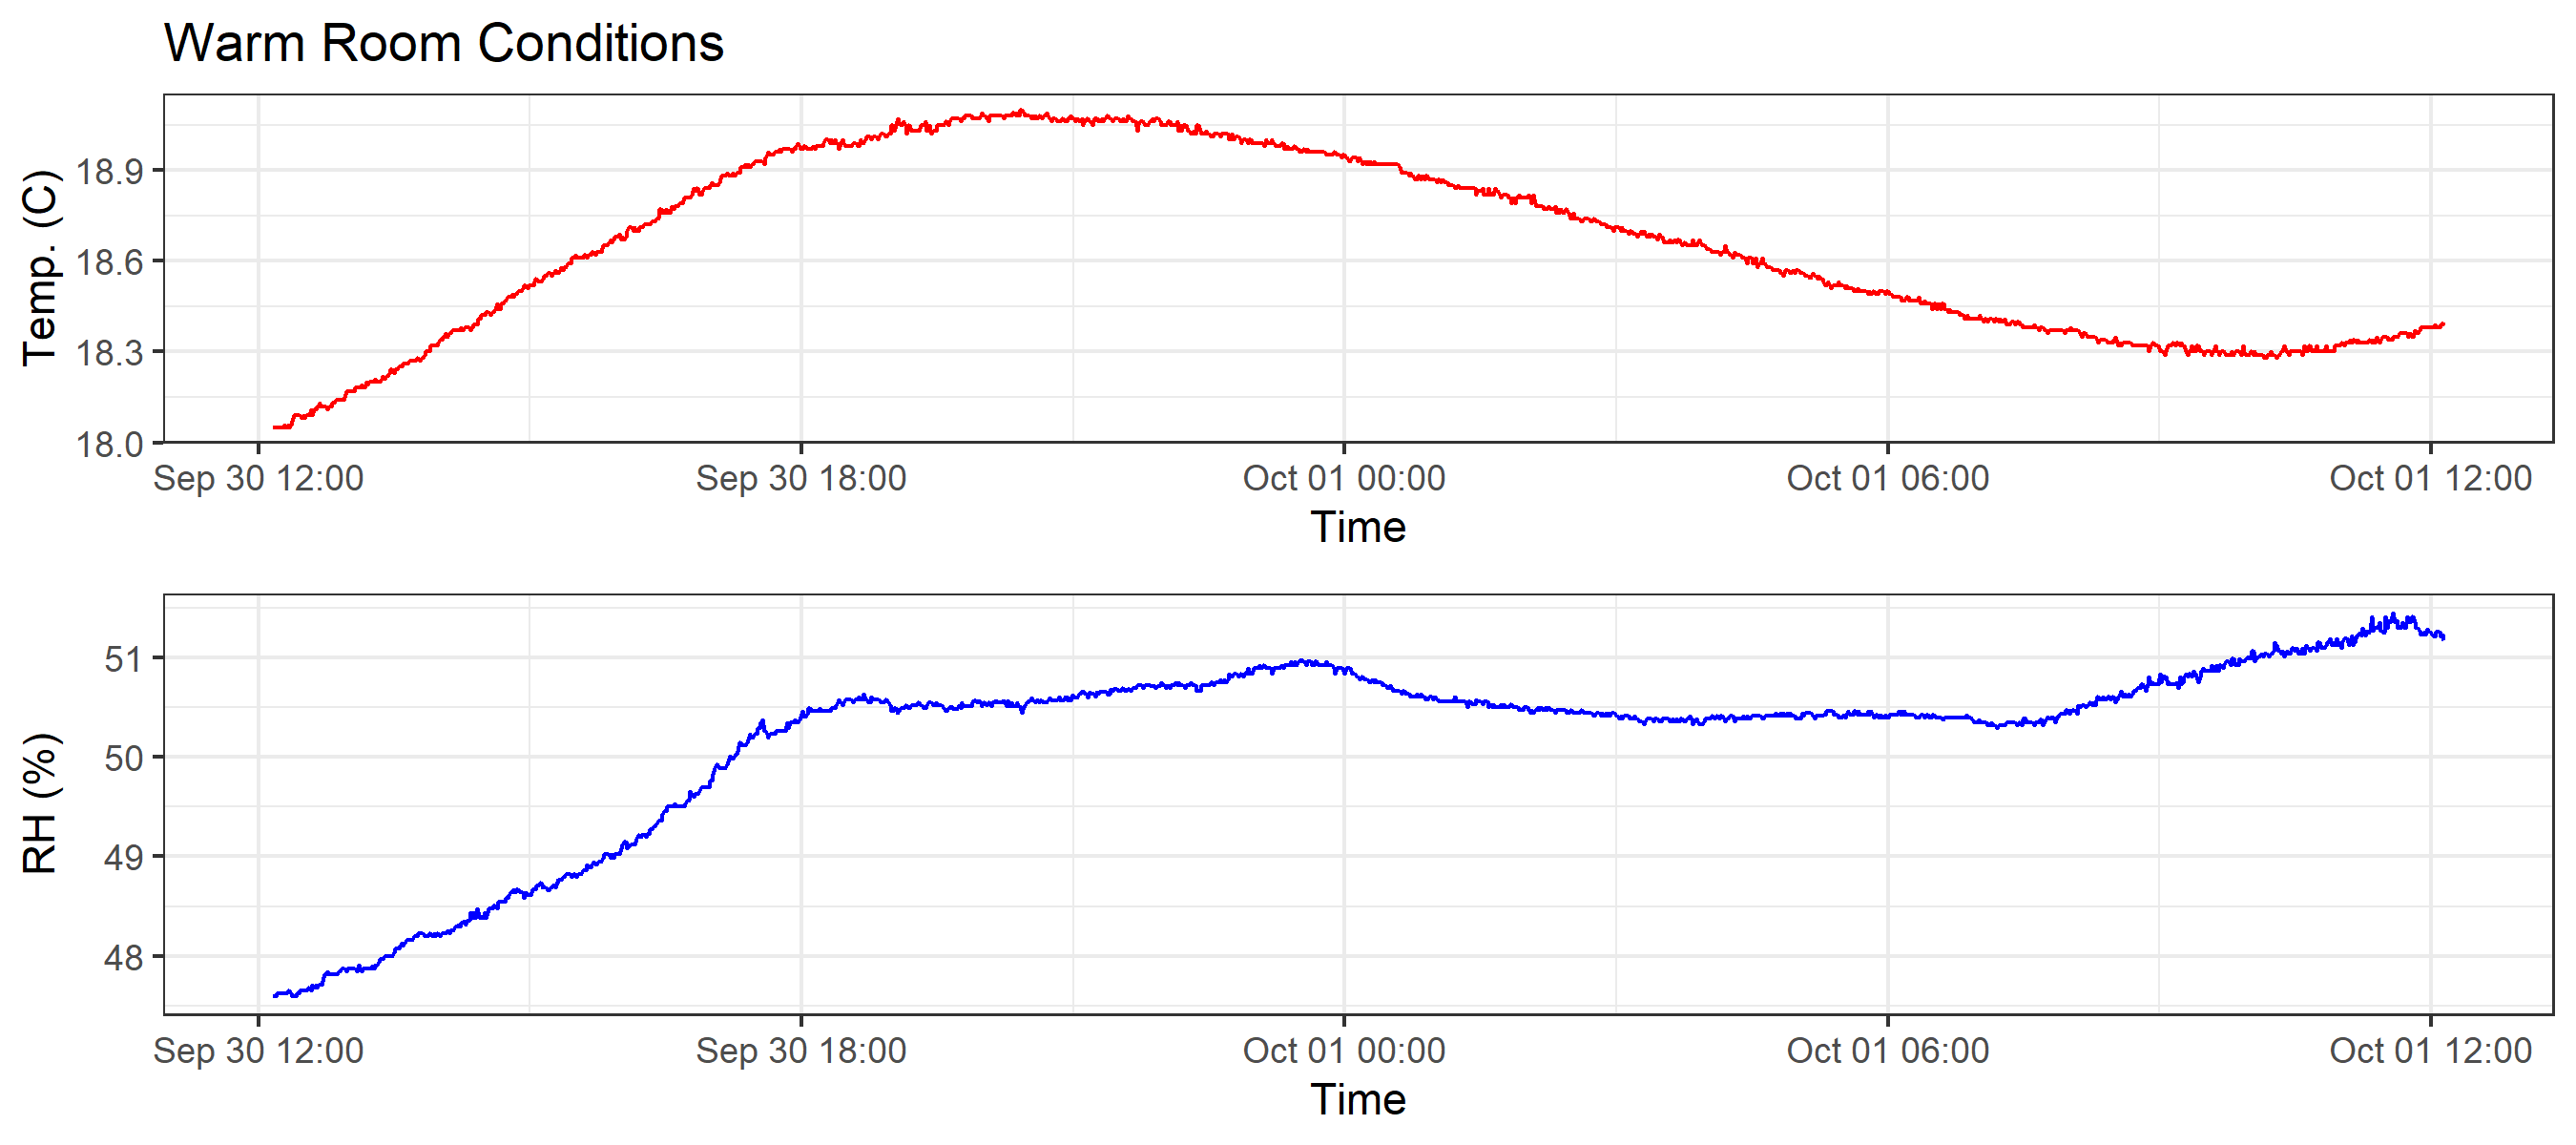 Warm Room Conditions
Temp. (C)
18.9
18.6
18.3
18.0
Sep 30 12:00 Sep 30 18:00 Oct 01 00:00 Oct 01 06:00 Oct 01 12:00
Time
RH (%)
51
50
49
48
Sep 30 12:00 Sep 30 18:00 Oct 01 00:00 Oct 01 06:00 Oct 01 12:00
Time